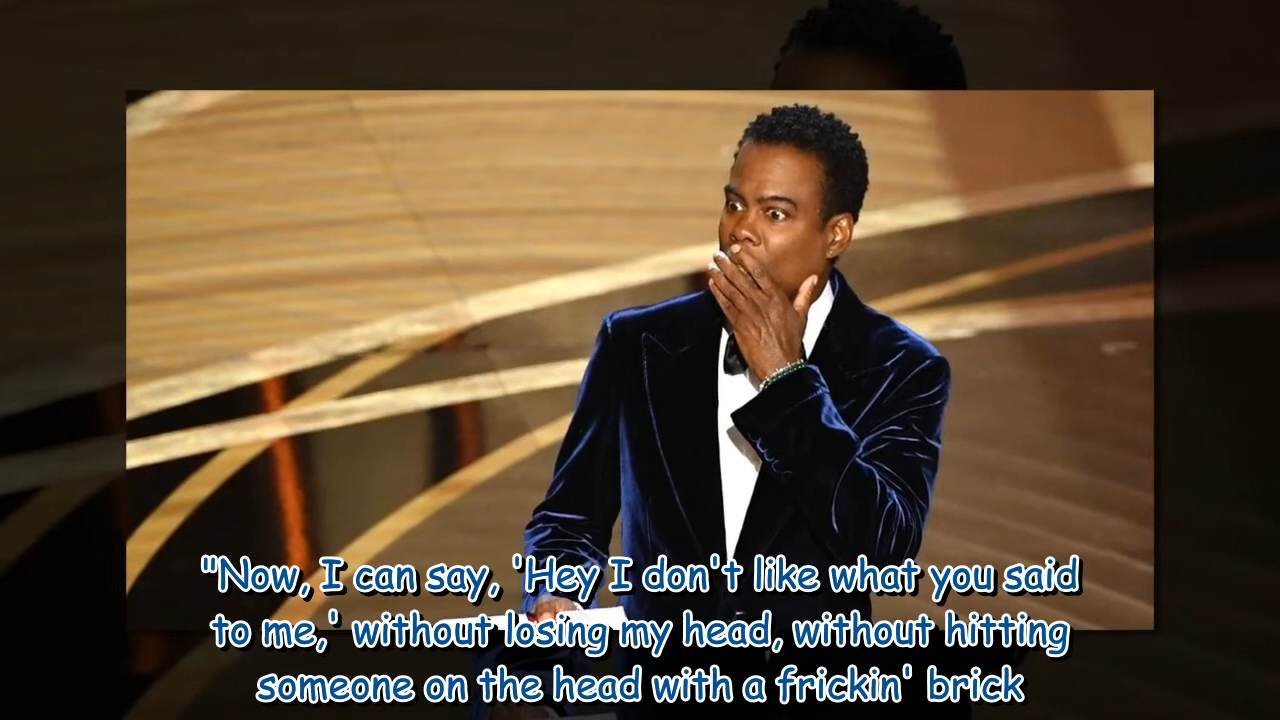 "Now, I can say, 'Hey I don't like what you said
to me,' without losing my head, without hitting
someone on the head with a frickin' brick